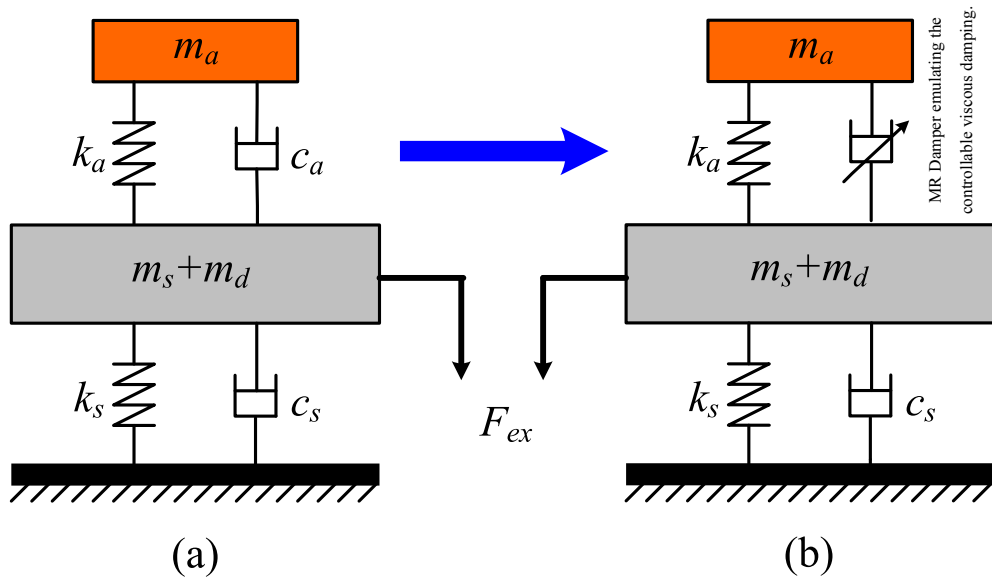 m_a
k_a
c_a
m_s+m_d
k_s
c_s
(a)
F_ex
m_a
k_a
MR Damper emulating the
controllable viscous damping.
m_s+m_d
k_s
c_s
(b)